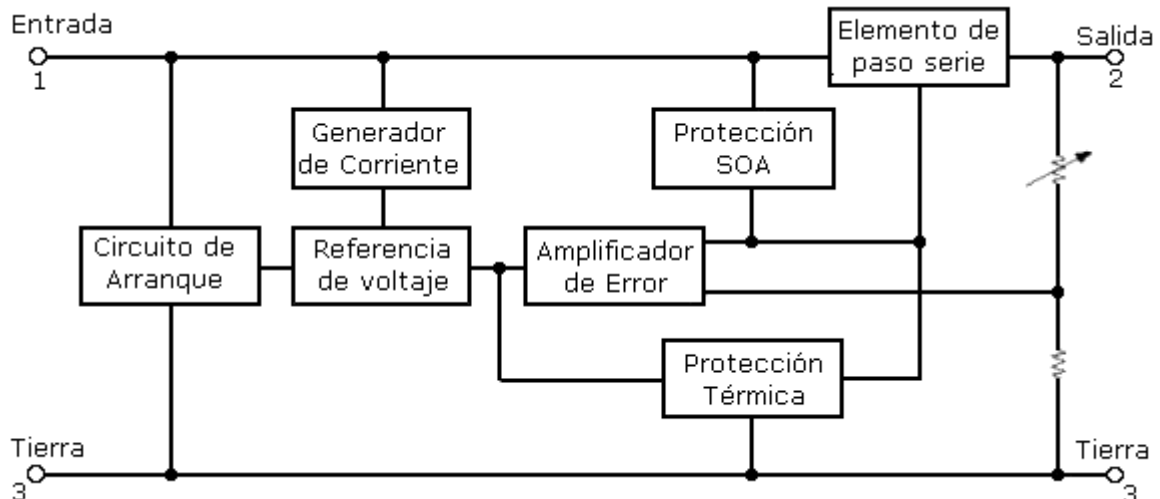 Entrada
1
Elemento de
paso serie
Salida
2
Generador
de Corriente
Protección
SOA
Circuito de
Arranque
Referencia
de voltaje
Amplificador
de Error
Protección
Térmica
Tierra
3
Tierra
3